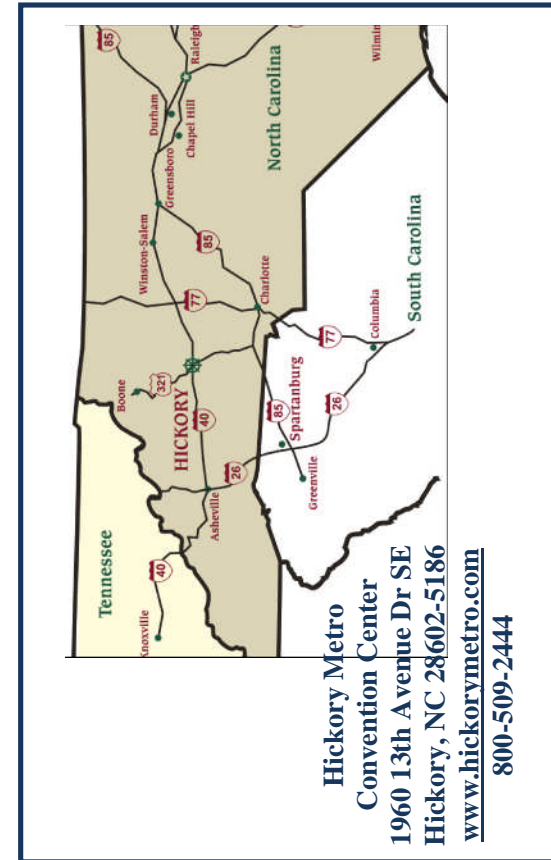 Hickory Metro
Convention Center
1960 13th Avenue Dr SE
Hickory, NC 28602-5186
www.hickorymetro.com
800-509-2444
Tennessee
Knoxville
40
Boone
321
HICKORY
40
Asheville
26
Winston-Salem
Greensboro
Durham
Chapel Hill
85
Raleigh
North Carolina
Wilmin
77
85
Charlotte
85
Spartanburg
Greenville
26
77
Columbia
South Carolina